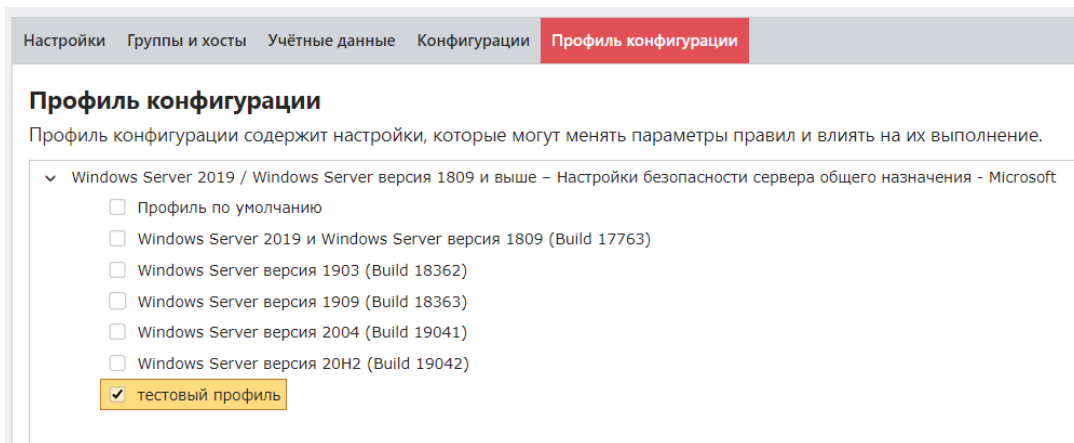 Настройки Группы и хосты Учётные данные Конфигурации Профиль конфигурации
Профиль конфигурации
Профиль конфигурации содержит настройки, которые могут менять параметры правил и влиять на их выполнение.
Windows Server 2019 / Windows Server версия 1809 и выше – Настройки безопасности сервера общего назначения - Microsoft
Профиль по умолчанию
Windows Server 2019 и Windows Server версия 1809 (Build 17763)
Windows Server версия 1903 (Build 18362)
Windows Server версия 1909 (Build 18363)
Windows Server версия 2004 (Build 19041)
Windows Server версия 20H2 (Build 19042)
тестовый профиль